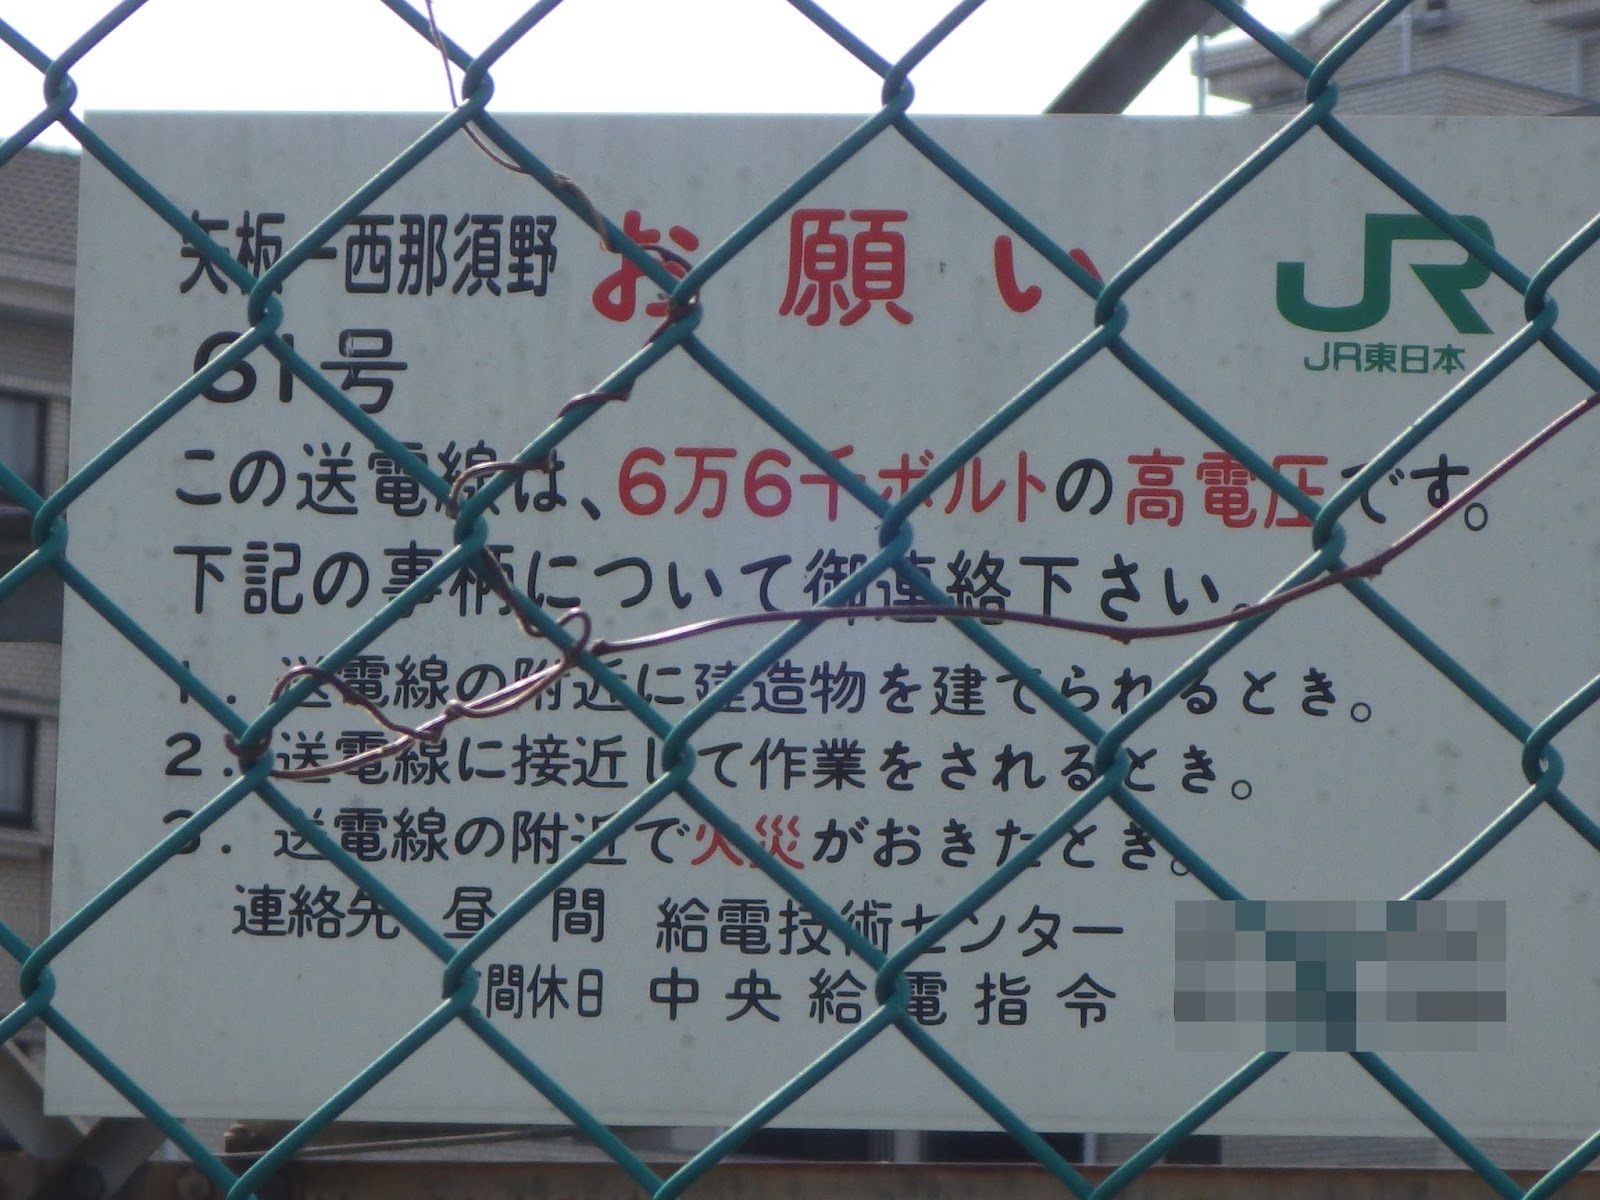 矢板－西那須野 お願い JR
61号 JR東日本
この送電線は、6万6千ボルトの高電圧です。
下記の事柄について御連絡下さい。
1. 送電線の附近に建造物を建てられるとき。
2. 送電線に接近して作業をされるとき。
3. 送電線の附近で火災がおきたとき。
連絡先 昼間 給電技術センター
間休日 中央給電指令